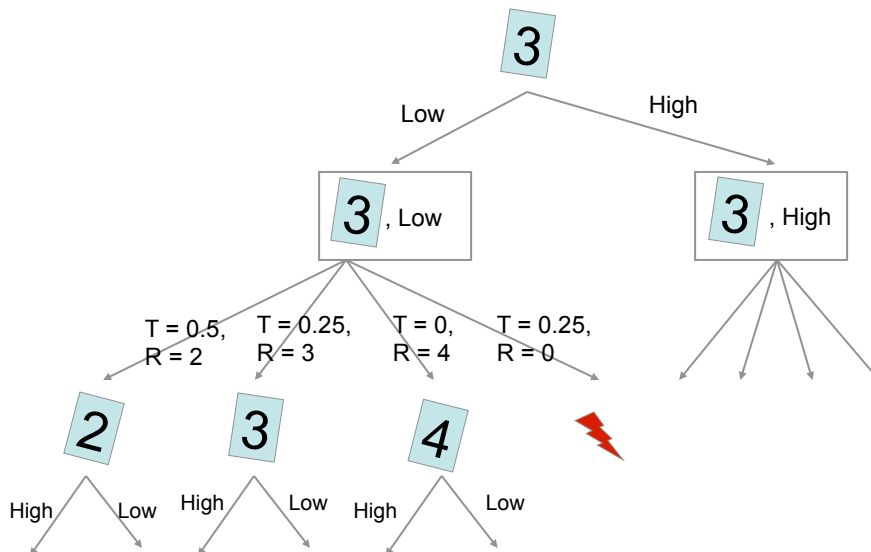 3
Low
High
3 , Low
3 , High
T = 0.5,
R = 2
T = 0.25,
R = 3
T = 0,
R = 4
T = 0.25,
R = 0
2
3
4
High
Low
High
Low
High
Low